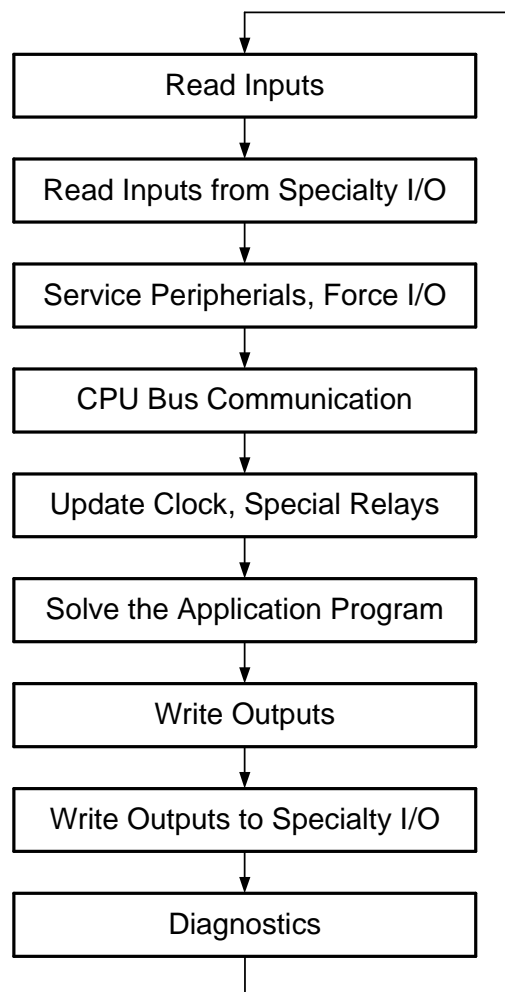 Read Inputs
Read Inputs from Specialty I/O
Service Peripherials, Force I/O
CPU Bus Communication
Update Clock, Special Relays
Solve the Application Program
Write Outputs
Write Outputs to Specialty I/O
Diagnostics